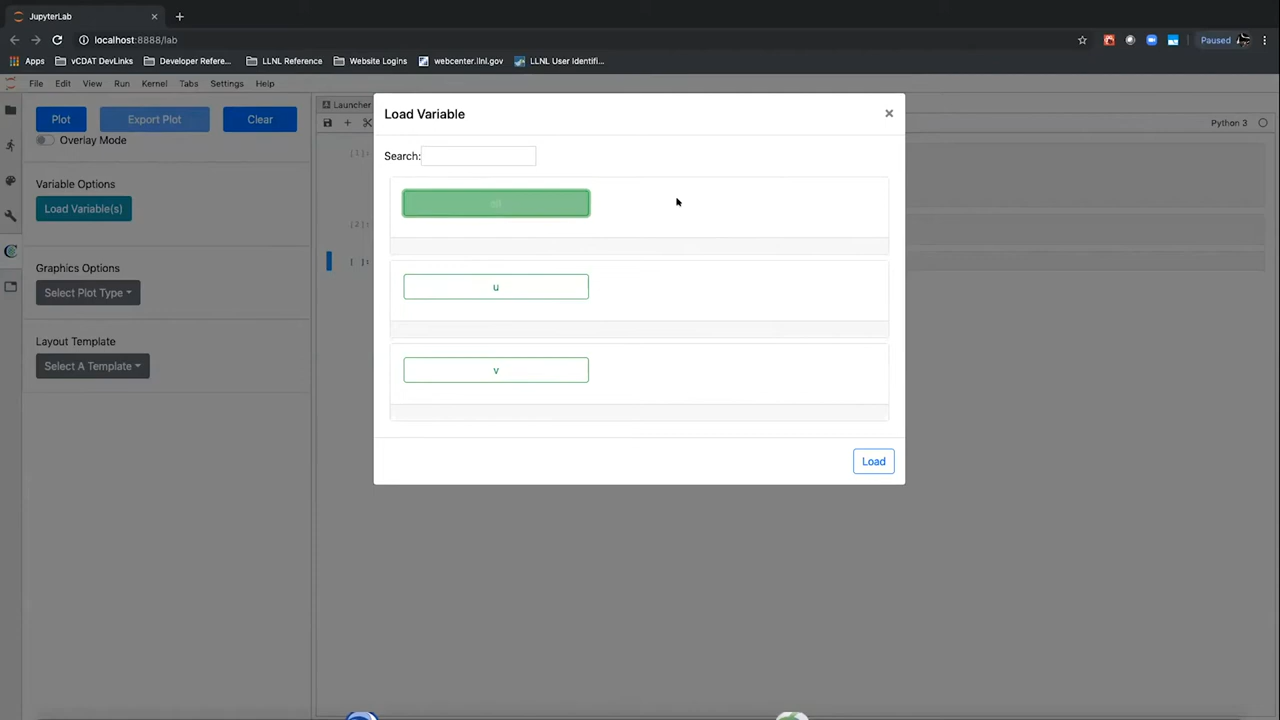 JupyterLab
localhost:8888/lab
Paused
Apps
vCDAT DevLinks
Developer Refere...
LLNL Reference
Website Logins
webcenter.llnl.gov
LLNL User Identifi...
File Edit View Run Kernel Tabs Settings Help
Plot
Export Plot
Clear
Overlay Mode
Variable Options
Load Variable(s)
Graphics Options
Select Plot Type
Layout Template
Select A Template
Launcher
Python 3
[1]:
[2]:
[ ]:
Load Variable
×
Search:
u
v
Load